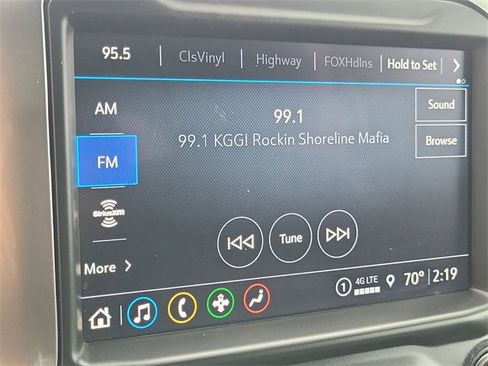 95.5 ClsVinyl Highway FOXHdlns Hold to Set
AM
99.1
Sound
99.1 KGGI Rockin Shoreline Mafia
Browse
FM
SiriusXM
Tune
More
1 4G LTE 70° 2:19